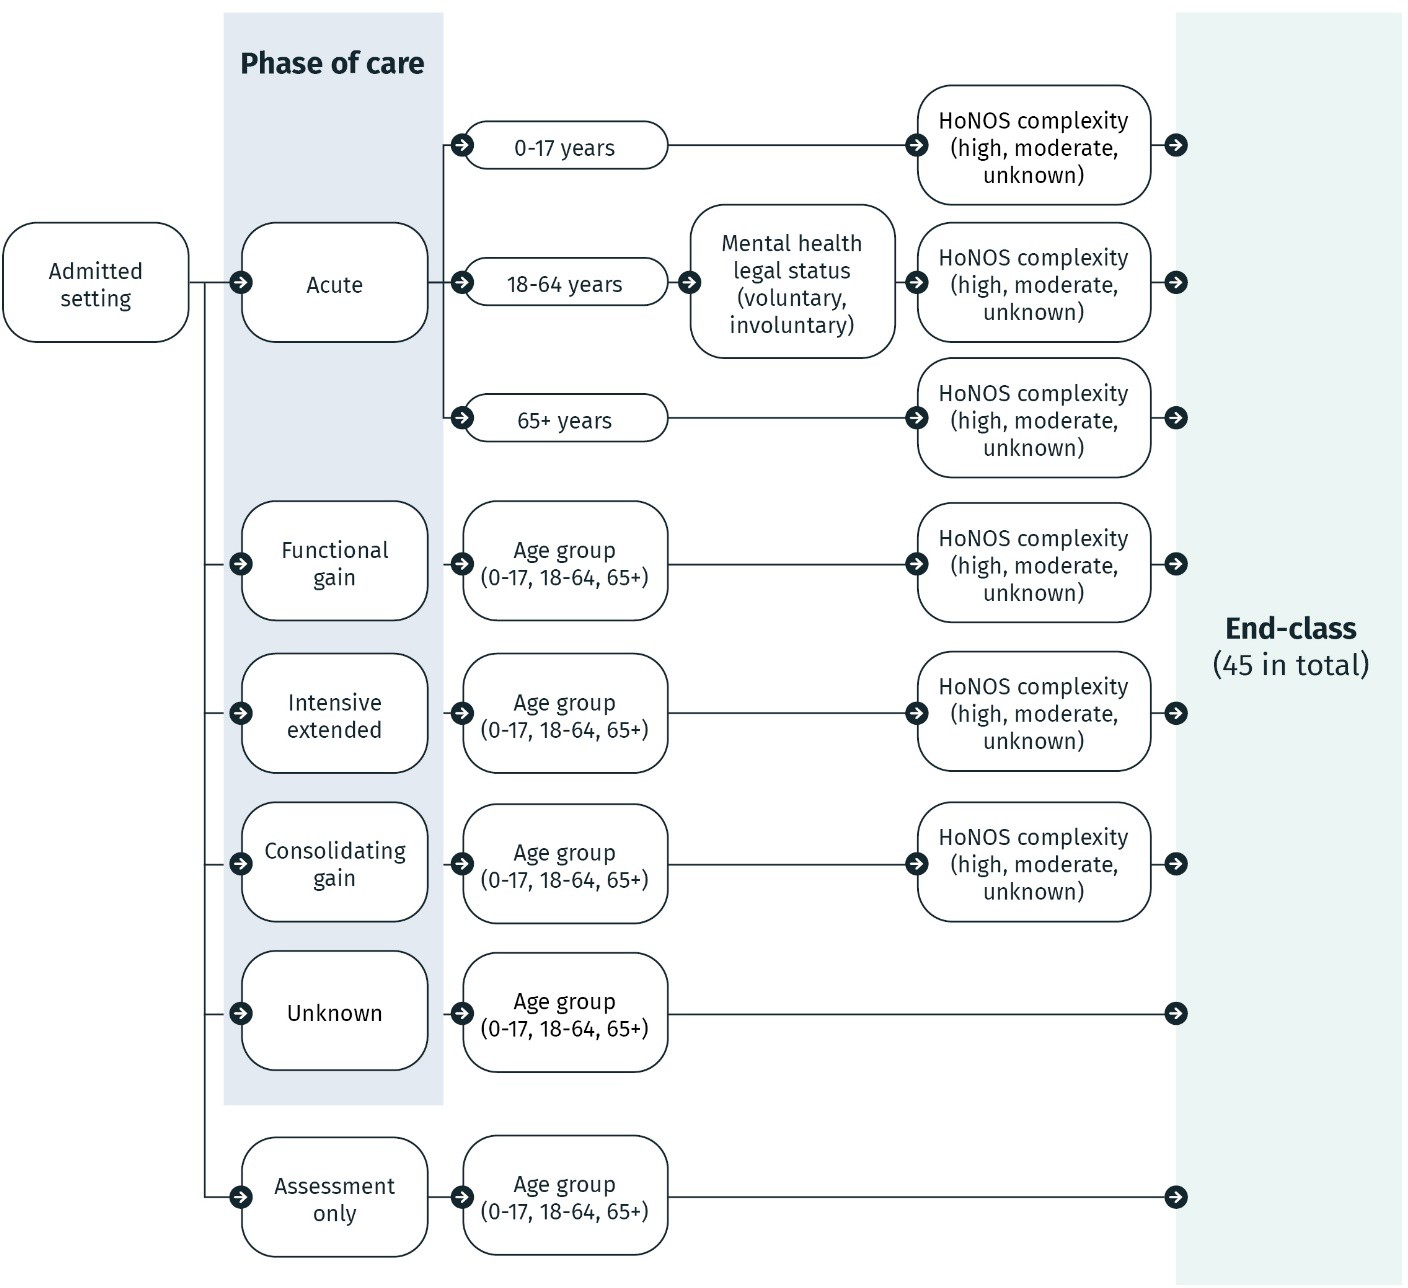 Phase of care
Admitted
setting
Acute
0-17 years
HoNOS complexity
(high, moderate,
unknown)
18-64 years
Mental health
legal status
(voluntary,
involuntary)
HoNOS complexity
(high, moderate,
unknown)
65+ years
HoNOS complexity
(high, moderate,
unknown)
Functional
gain
Age group
(0-17, 18-64, 65+)
HoNOS complexity
(high, moderate,
unknown)
Intensive
extended
Age group
(0-17, 18-64, 65+)
HoNOS complexity
(high, moderate,
unknown)
Consolidating
gain
Age group
(0-17, 18-64, 65+)
HoNOS complexity
(high, moderate,
unknown)
Unknown
Age group
(0-17, 18-64, 65+)
Assessment
only
Age group
(0-17, 18-64, 65+)
End-class
(45 in total)